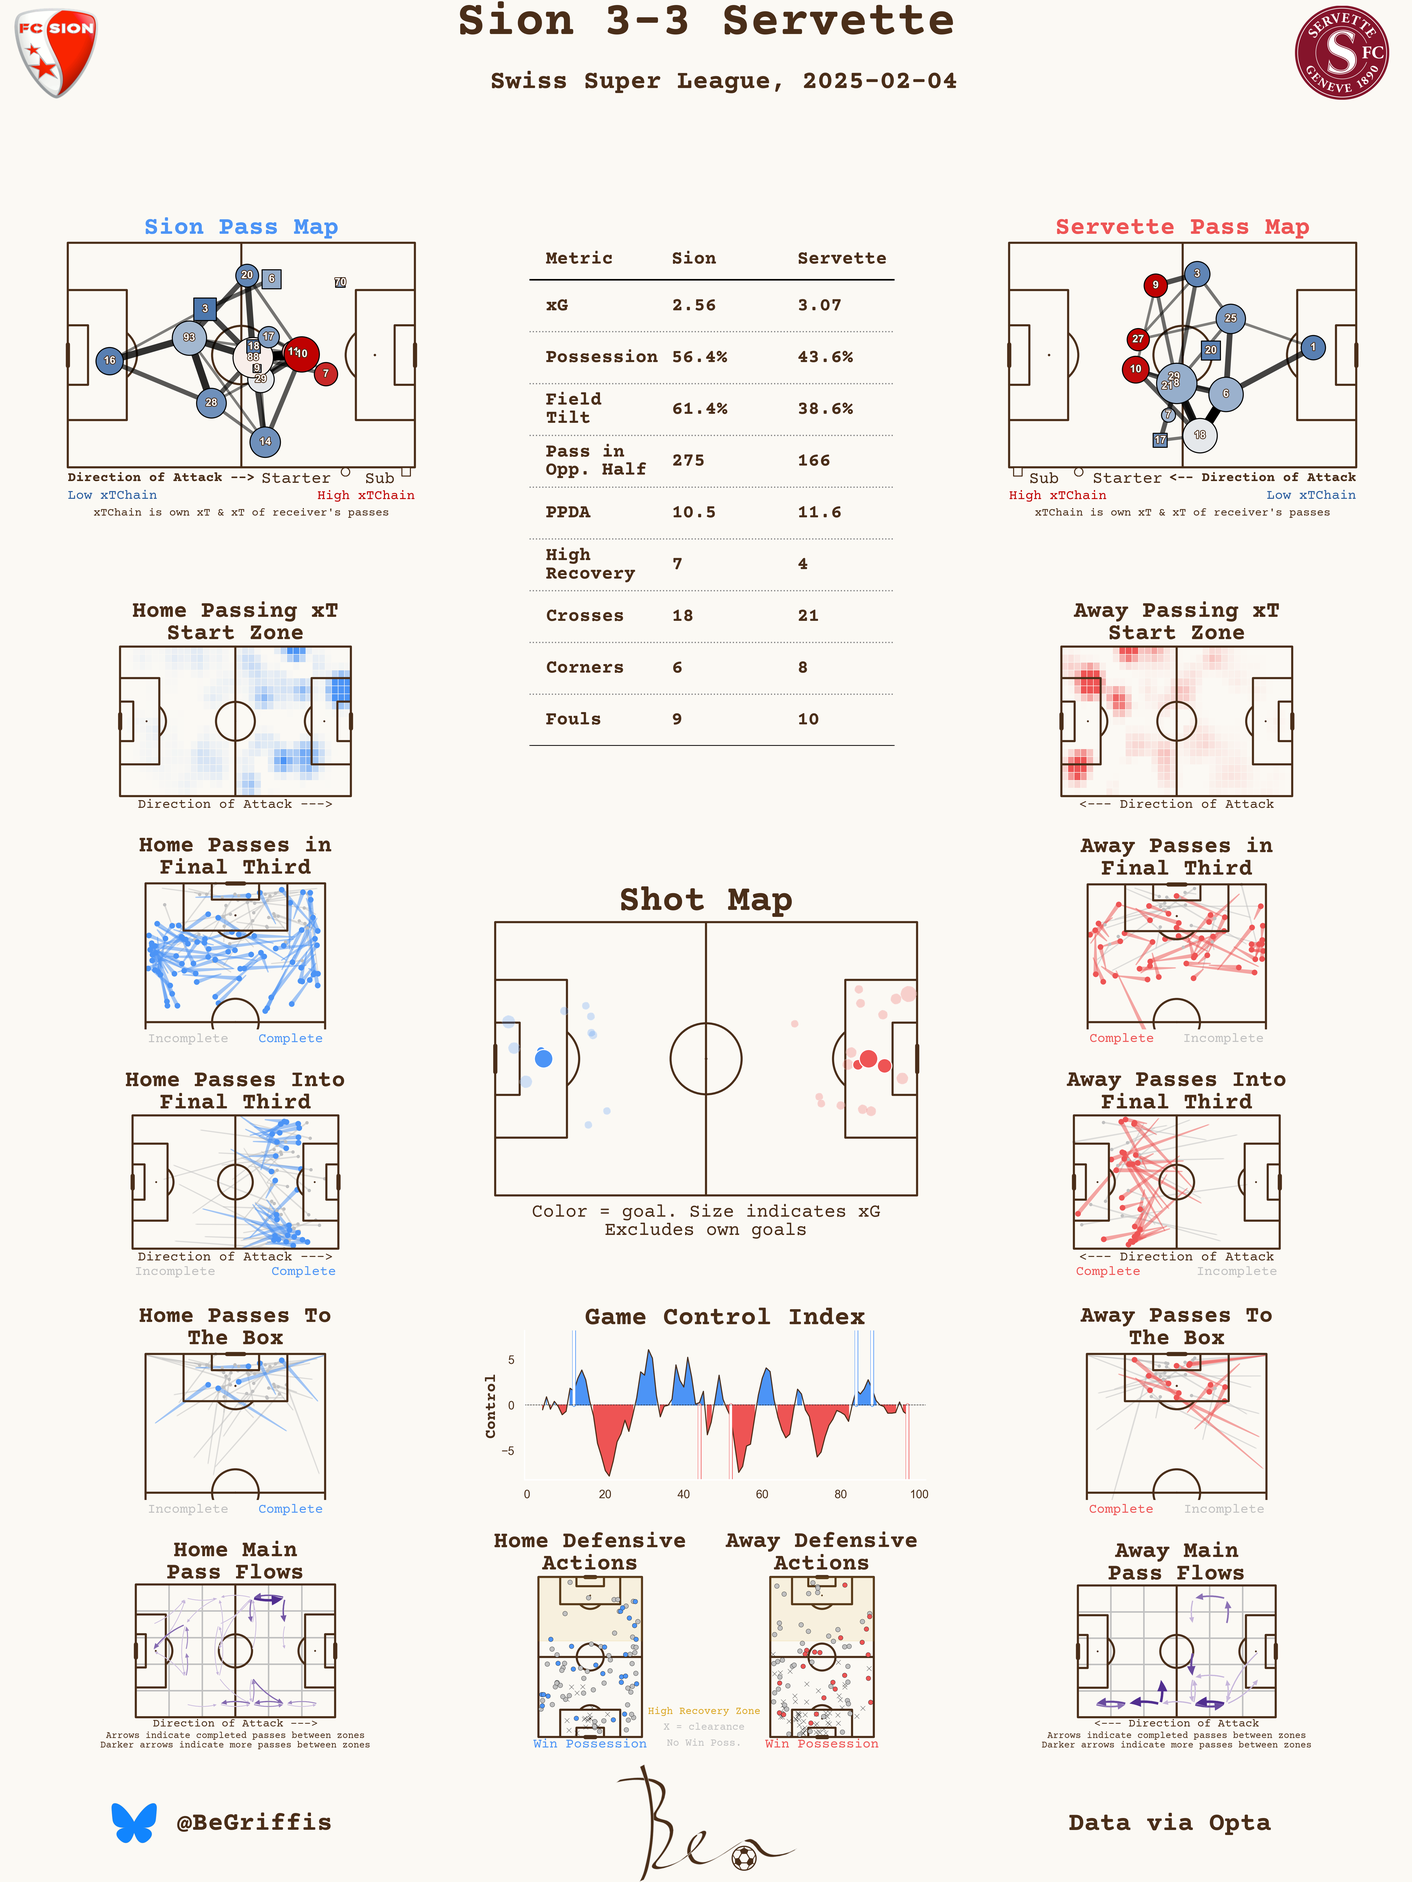 Sion 3-3 Servette
Swiss Super League, 2025-02-04
FC SION
SERVETTE
FC
GENEVE 1890
S
Sion Pass Map
20
6
70
3
93
17
18
88
11
10
16
9
29
7
28
14
Direction of Attack --> Starter Sub
Low xTChain High xTChain
xTChain is own xT & xT of receiver's passes
Metric Sion Servette
xG 2.56 3.07
Possession 56.4% 43.6%
Field
Tilt 61.4% 38.6%
Pass in
Opp. Half 275 166
PPDA 10.5 11.6
High
Recovery 7 4
Crosses 18 21
Corners 6 8
Fouls 9 10
Servette Pass Map
3
9
25
27
20
1
10
29
21
8
6
7
18
17
Sub Starter <-- Direction of Attack
High xTChain Low xTChain
xTChain is own xT & xT of receiver's passes
Home Passing xT
Start Zone
Direction of Attack --->
Away Passing xT
Start Zone
<--- Direction of Attack
Home Passes in
Final Third
Incomplete Complete
Away Passes in
Final Third
Complete Incomplete
Shot Map
Color = goal. Size indicates xG
Excludes own goals
Home Passes Into
Final Third
Direction of Attack --->
Incomplete Complete
Away Passes Into
Final Third
<--- Direction of Attack
Complete Incomplete
Home Passes To
The Box
Incomplete Complete
Game Control Index
Control
5
0
−5
0 20 40 60 80 100
Away Passes To
The Box
Complete Incomplete
Home Main
Pass Flows
Direction of Attack --->
Arrows indicate completed passes between zones
Darker arrows indicate more passes between zones
Home Defensive
Actions
Win Possession
High Recovery Zone
X = clearance
No Win Poss.
Away Defensive
Actions
Win Possession
Away Main
Pass Flows
<--- Direction of Attack
Arrows indicate completed passes between zones
Darker arrows indicate more passes between zones
@BeGriffis
Ben
Data via Opta